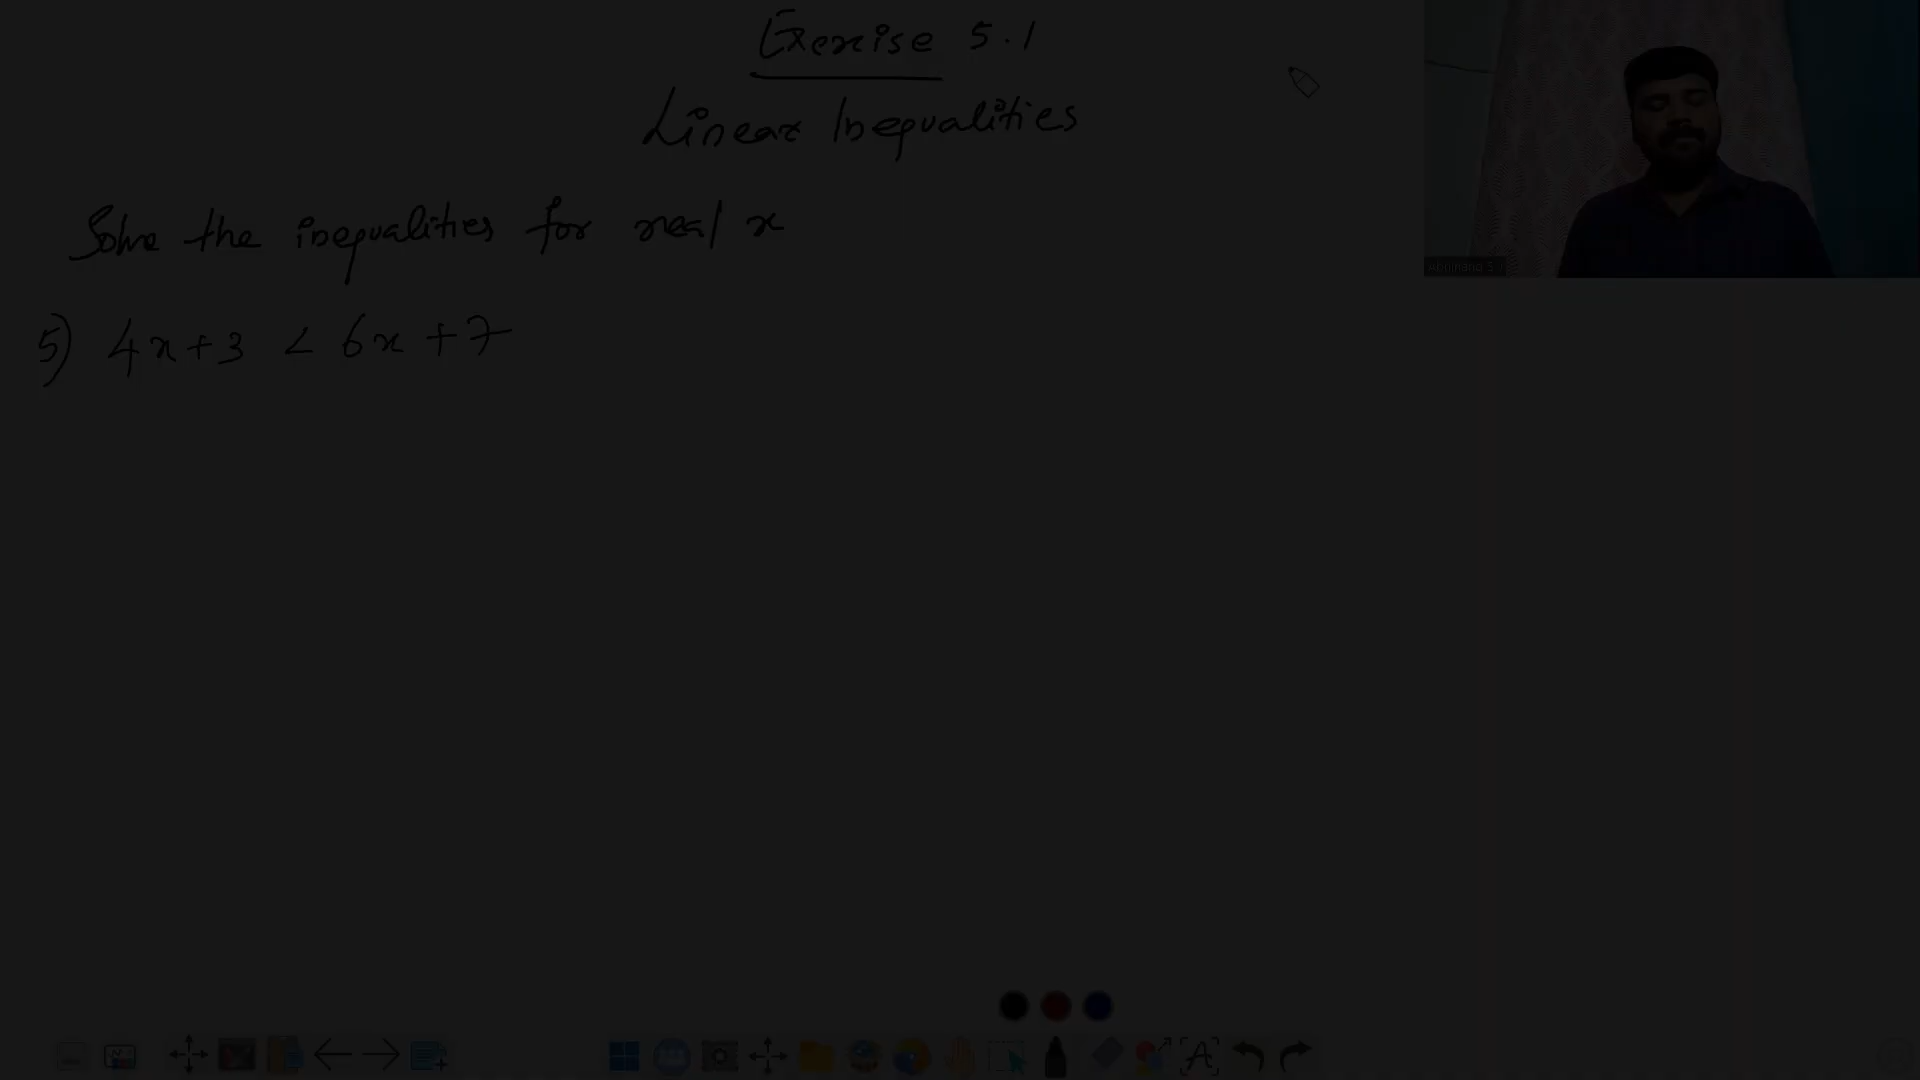 Exercise 5.1
Linear Inequalities
Solve the inequalities for real x
5) 4x+3 < 6x+7